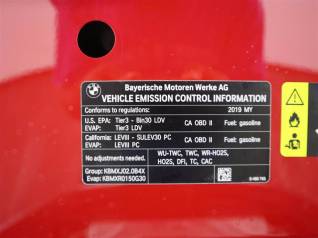 Bayerische Motoren Werke AG
VEHICLE EMISSION CONTROL INFORMATION
Conforms to regulations: 2019 MY
U.S. EPA: Tier3 - Bin30 LDV CA OBD II Fuel: gasoline
EVAP: Tier3 LDV
California: LEVIII - SULEV30 PC CA OBD II Fuel: gasoline
EVAP: LEVIII PC
No adjustments needed. WU-TWC, TWC, WR-HO2S,
HO2S, DFI, TC, CAC
Group: KBMXJ02.0B4X
Evap: KBMXR0150G30